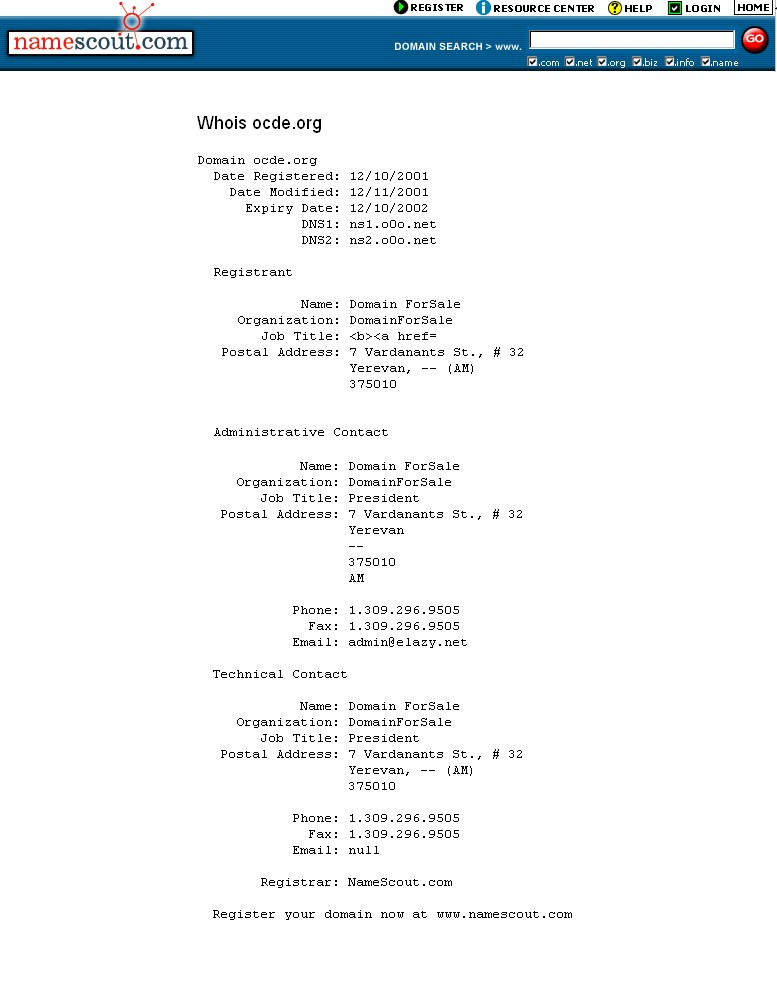 REGISTER RESOURCE CENTER HELP LOGIN HOME
namescout.com
DOMAIN SEARCH > www. GO
.com .net .org .biz .info .name
Whois ocde.org
Domain ocde.org
Date Registered: 12/10/2001
Date Modified: 12/11/2001
Expiry Date: 12/10/2002
DNS1: ns1.o0o.net
DNS2: ns2.o0o.net
Registrant
Name: Domain ForSale
Organization: DomainForSale
Job Title: <b><a href=
Postal Address: 7 Vardanants St., # 32
Yerevan, -- (AM)
375010
Administrative Contact
Name: Domain ForSale
Organization: DomainForSale
Job Title: President
Postal Address: 7 Vardanants St., # 32
Yerevan
--
375010
AM
Phone: 1.309.296.9505
Fax: 1.309.296.9505
Email: admin@elazy.net
Technical Contact
Name: Domain ForSale
Organization: DomainForSale
Job Title: President
Postal Address: 7 Vardanants St., # 32
Yerevan, -- (AM)
375010
Phone: 1.309.296.9505
Fax: 1.309.296.9505
Email: null
Registrar: NameScout.com
Register your domain now at www.namescout.com